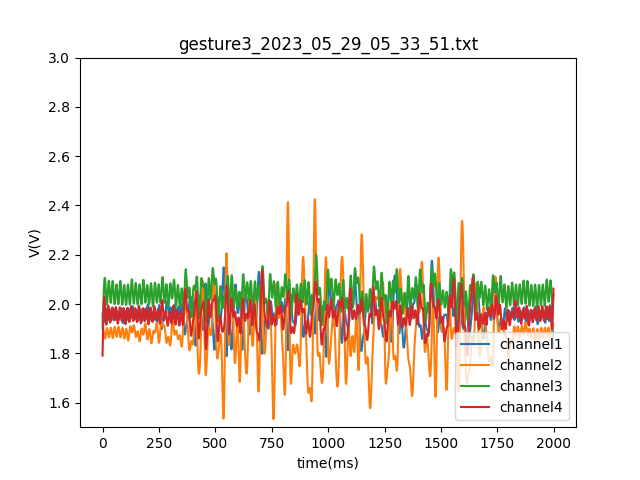 gesture3_2023_05_29_05_33_51.txt
3.0
2.8
2.6
2.4
2.2
2.0
1.8
1.6
V(V)
channel1
channel2
channel3
channel4
0 250 500 750 1000 1250 1500 1750 2000
time(ms)